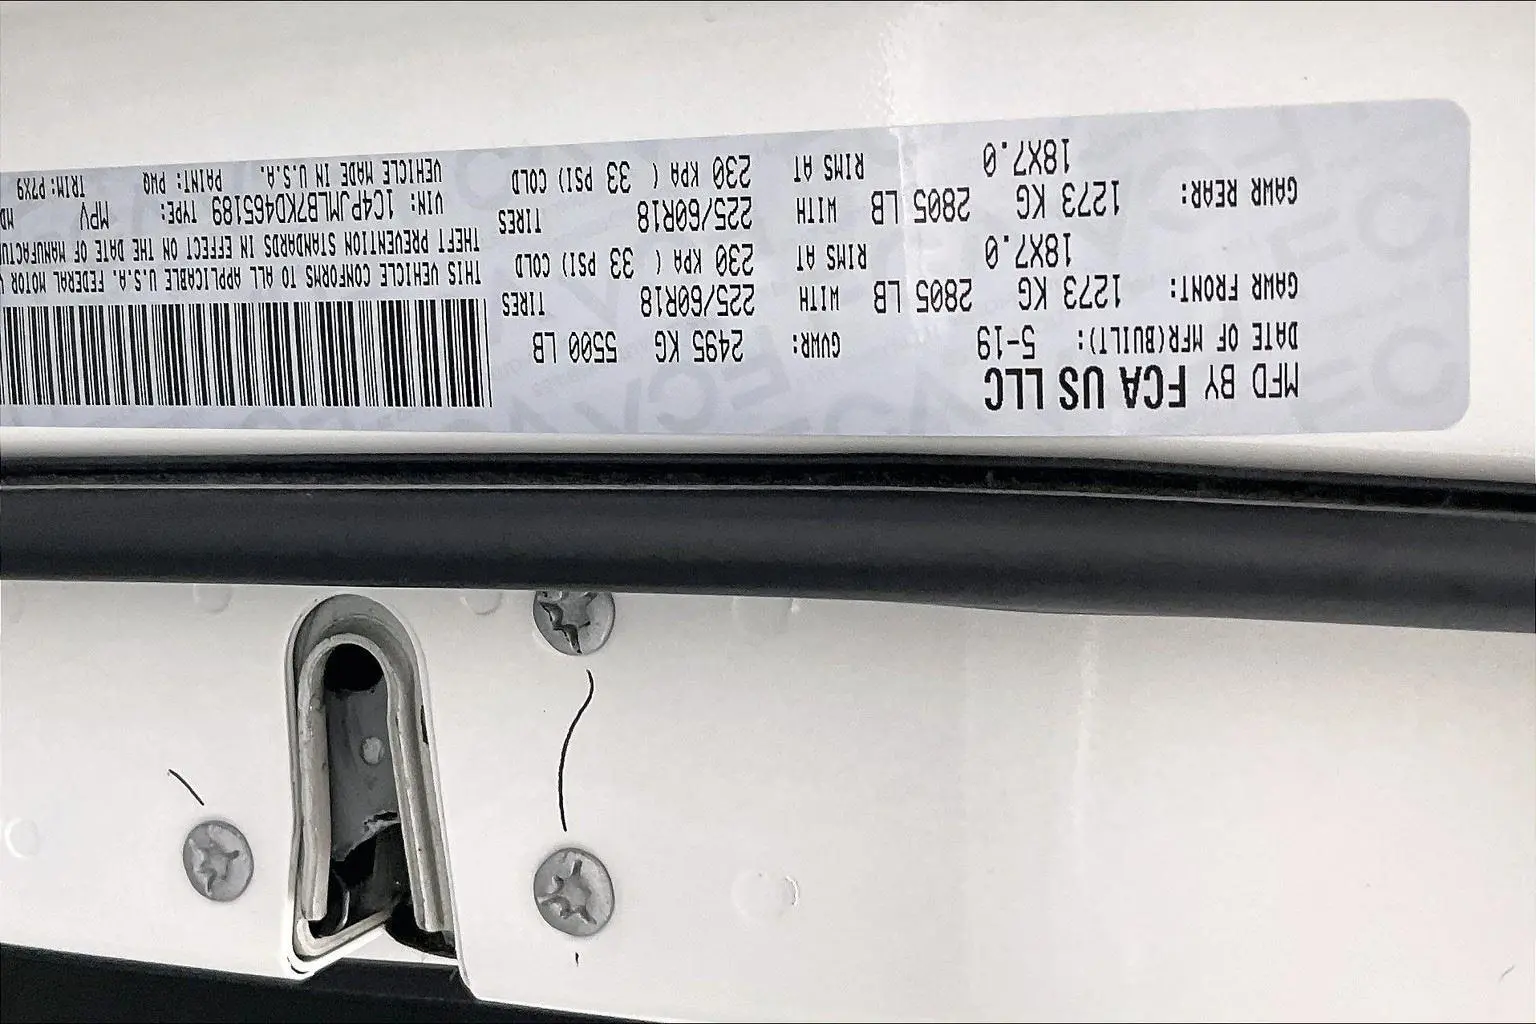 MFD BY FCA US LLC
DATE OF MFR(BUILT): 5-19 GVWR: 2495 KG 5500 LB
GAWR FRONT: 1273 KG 2805 LB WITH 225/60R18 TIRES
18X7.0 RIMS AT 230 KPA ( 33 PSI) COLD
GAWR REAR: 1273 KG 2805 LB WITH 225/60R18 TIRES
18X7.0 RIMS AT 230 KPA ( 33 PSI) COLD
THIS VEHICLE CONFORMS TO ALL APPLICABLE U.S.A. FEDERAL MOTOR
THEFT PREVENTION STANDARDS IN EFFECT ON THE DATE OF MANUFACTU
VIN: 1C4PJMLB7KD465189 TYPE: MPV MD
VEHICLE MADE IN U.S.A. PAINT: PWQ TRIM: P7X9